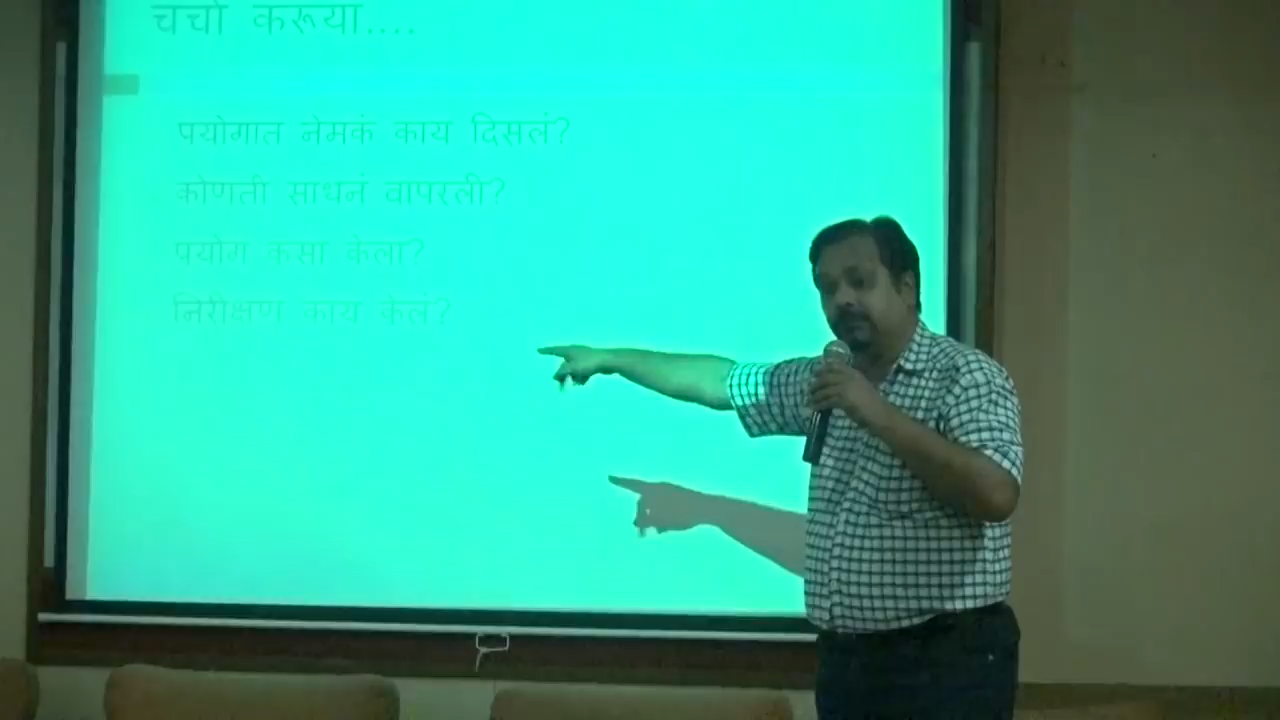 चर्चा करूया....
पयोगात नेमकं काय दिसलं?
कोणती साधनं वापरली?
पयोग कसा केला?
निरीक्षण काय केलं?